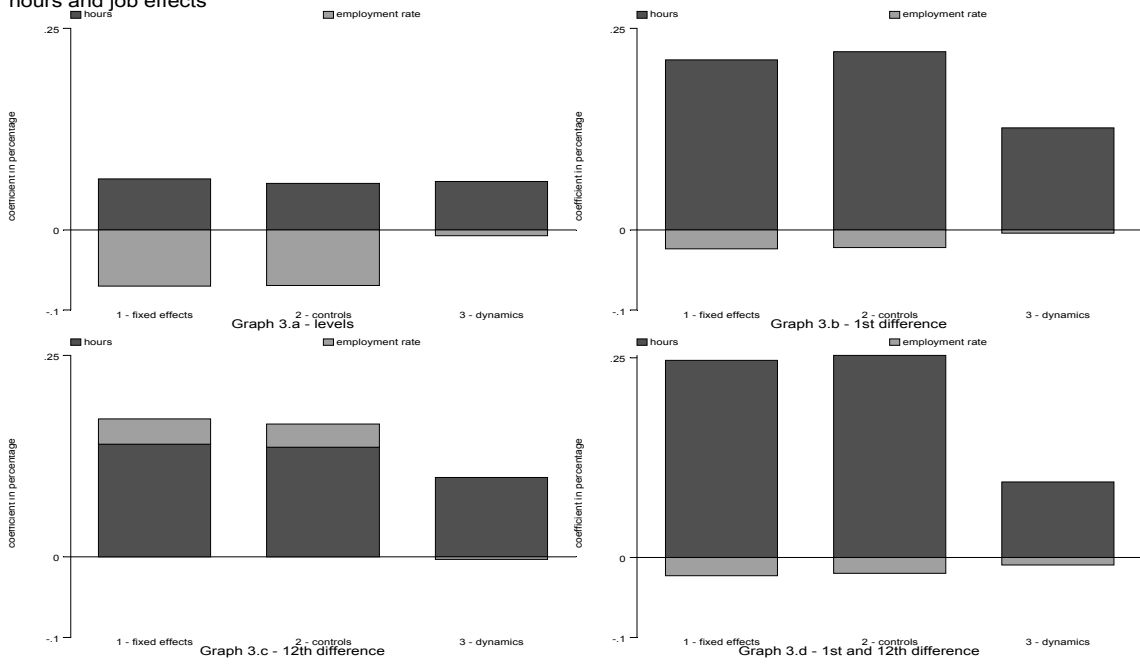 hours and job effects
hours employment rate
.25
coefficient in percentage
0
-.1
1 - fixed effects 2 - controls 3 - dynamics
Graph 3.a - levels
hours employment rate
.25
coefficient in percentage
0
-.1
1 - fixed effects 2 - controls 3 - dynamics
Graph 3.b - 1st difference
hours employment rate
.25
coefficient in percentage
0
-.1
1 - fixed effects 2 - controls 3 - dynamics
Graph 3.c - 12th difference
hours employment rate
.25
coefficient in percentage
0
-.1
1 - fixed effects 2 - controls 3 - dynamics
Graph 3.d - 1st and 12th difference